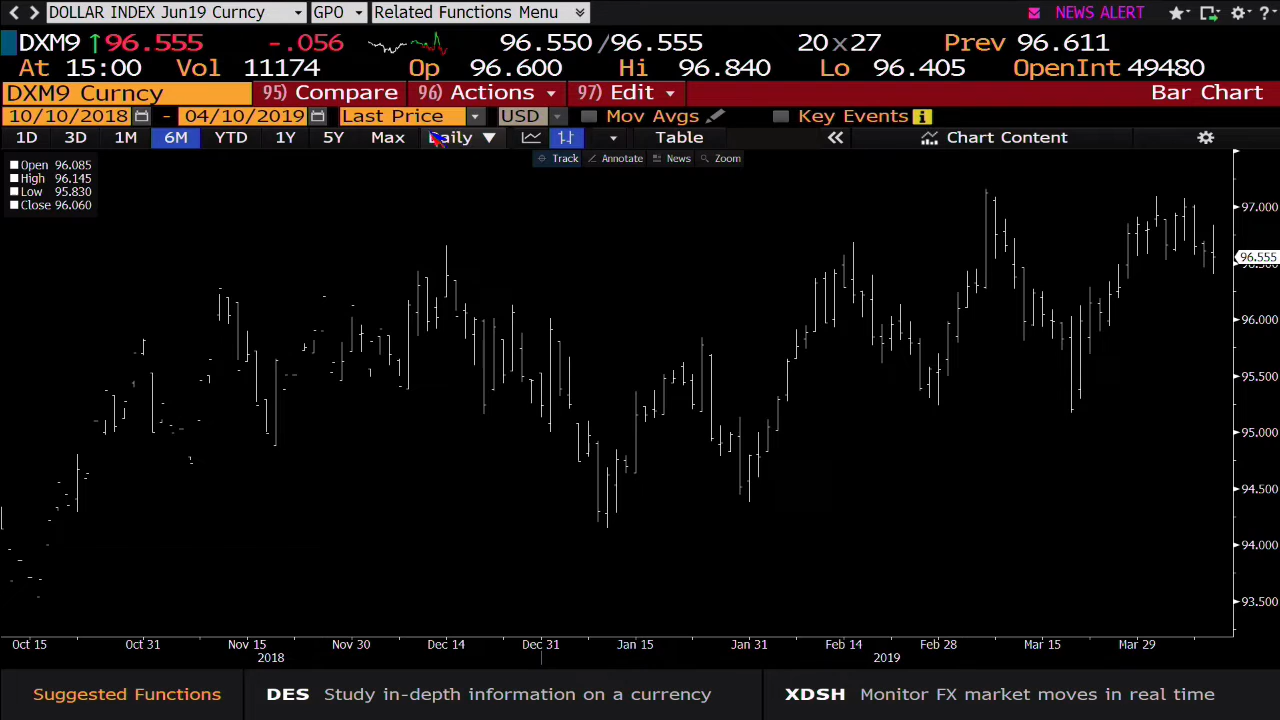 DOLLAR INDEX Jun19 Curncy GPO Related Functions Menu NEWS ALERT ?
DXM9 ↑96.555 -.056 96.550 /96.555 20x27 Prev 96.611
At 15:00 Vol 11174 Op 96.600 Hi 96.840 Lo 96.405 OpenInt 49480
DXM9 Curncy 95) Compare 96) Actions 97) Edit Bar Chart
10/10/2018 - 04/10/2019 Last Price USD Mov Avgs Key Events i
1D 3D 1M 6M YTD 1Y 5Y Max Daily ▼ Table « Chart Content
Track Annotate News Zoom
Open 96.085
High 96.145
Low 95.830
Close 96.060
97.000
96.555
96.500
96.000
95.500
95.000
94.500
94.000
93.500
Oct 15 Oct 31 Nov 15 Nov 30 Dec 14 Dec 31 Jan 15 Jan 31 Feb 14 Feb 28 Mar 15 Mar 29
2018 2019
Suggested Functions DES Study in-depth information on a currency XDSH Monitor FX market moves in real time